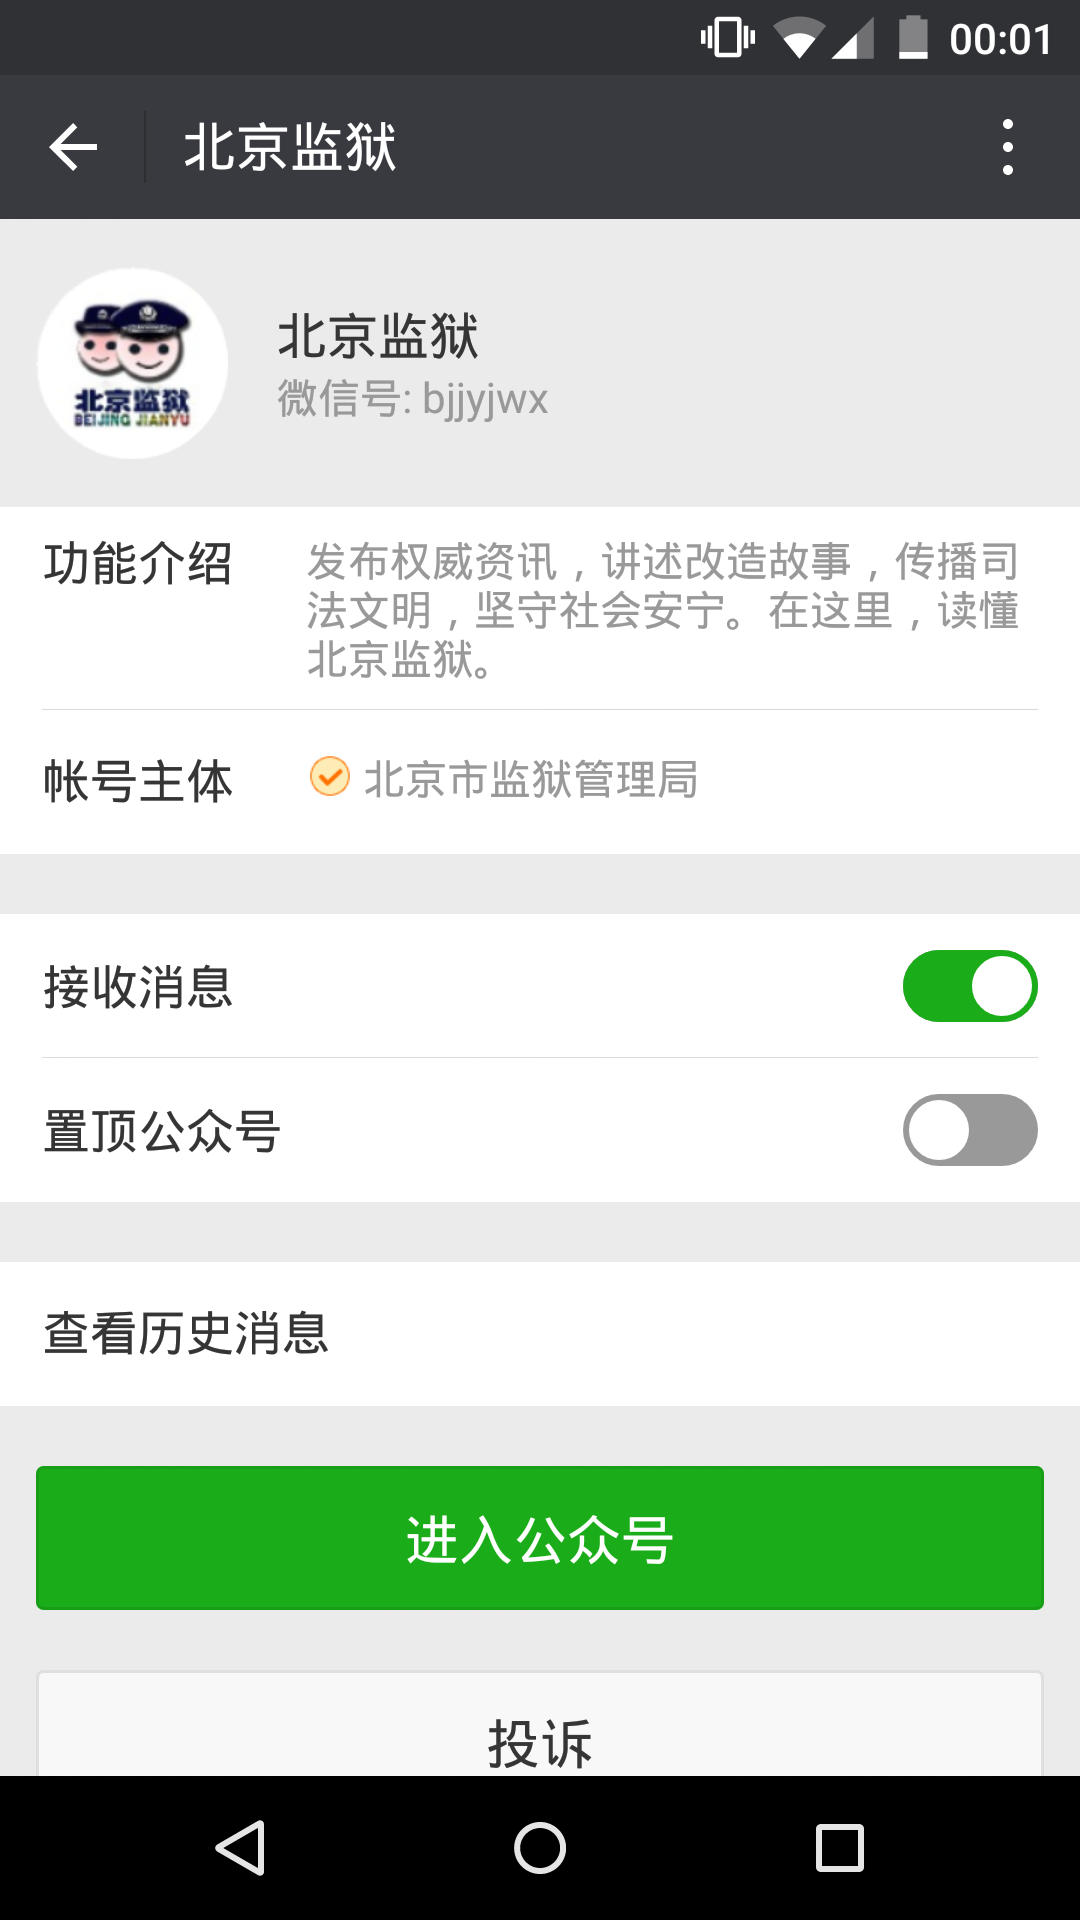 00:01
北京监狱
北京监狱
BEIJING JIANYU
北京监狱
微信号: bjjyjwx
功能介绍
发布权威资讯，讲述改造故事，传播司
法文明，坚守社会安宁。在这里，读懂
北京监狱。
帐号主体
北京市监狱管理局
接收消息
置顶公众号
查看历史消息
进入公众号
投诉